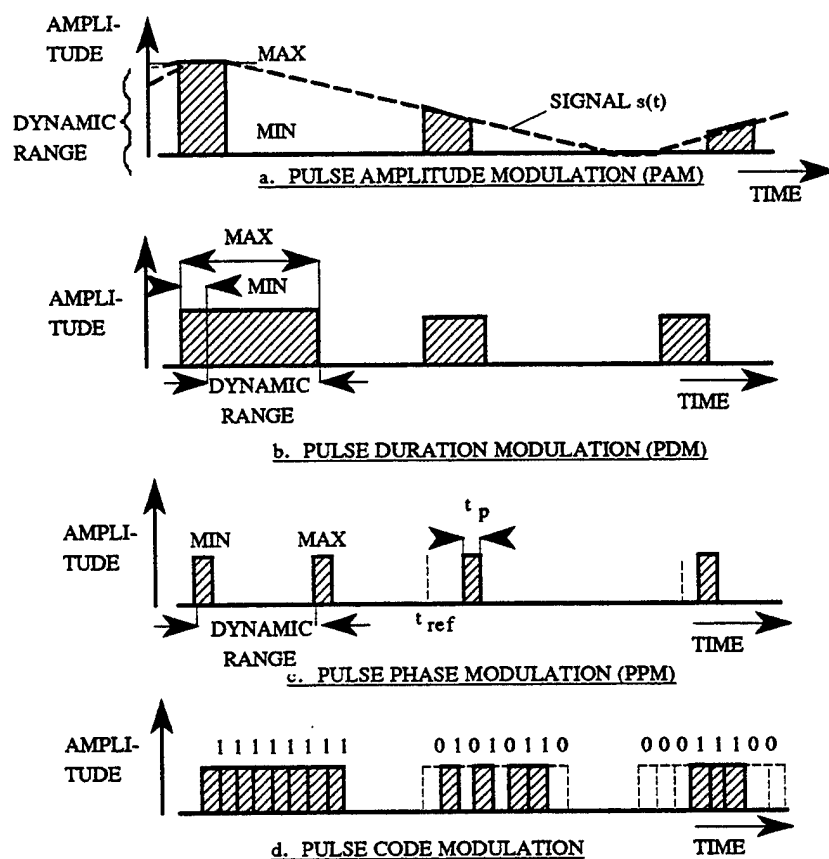 AMPLI-
TUDE
MAX
DYNAMIC
RANGE
MIN
SIGNAL s(t)
a. PULSE AMPLITUDE MODULATION (PAM)
TIME
MAX
AMPLI-
TUDE
MIN
DYNAMIC
RANGE
TIME
b. PULSE DURATION MODULATION (PDM)
AMPLI-
TUDE
MIN
MAX
t p
t ref
DYNAMIC
RANGE
TIME
c. PULSE PHASE MODULATION (PPM)
AMPLI-
TUDE
1 1 1 1 1 1 1 1
0 1 0 1 0 1 1 0
0 0 0 1 1 1 0 0
d. PULSE CODE MODULATION
TIME